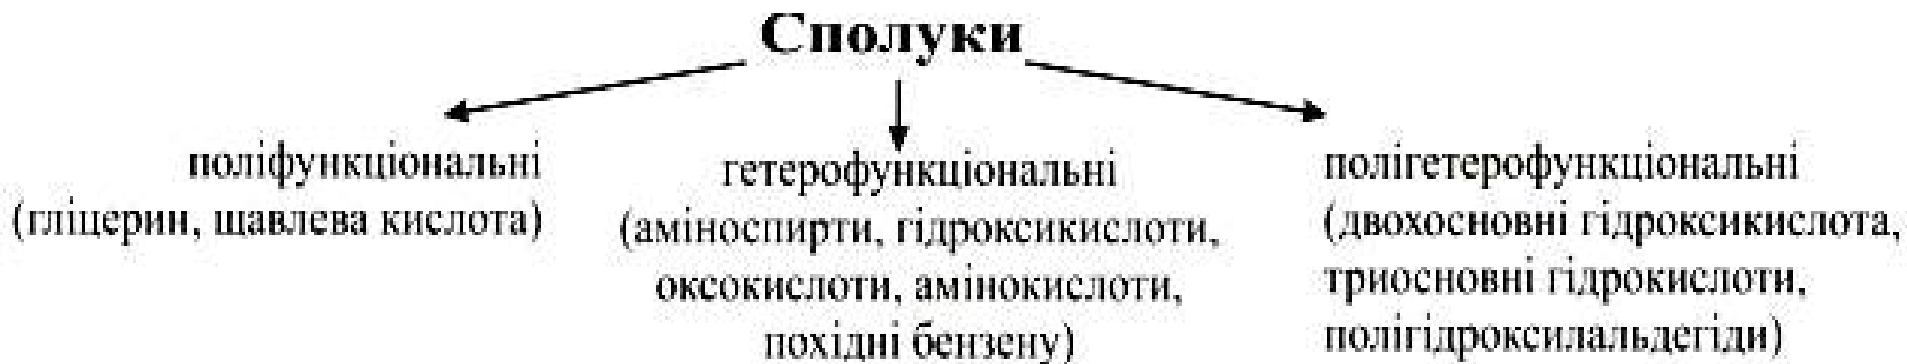 Сполуки
поліфункціональні
(гліцерин, щавлева кислота)
гетерофункціональні
(аміноспирти, гідроксикислоти,
оксокислоти, амінокислоти,
похідні бензену)
полігетерофункціональні
(двохосновні гідроксикислота,
триосновні гідрокислоти,
полігідроксилальдегіди)